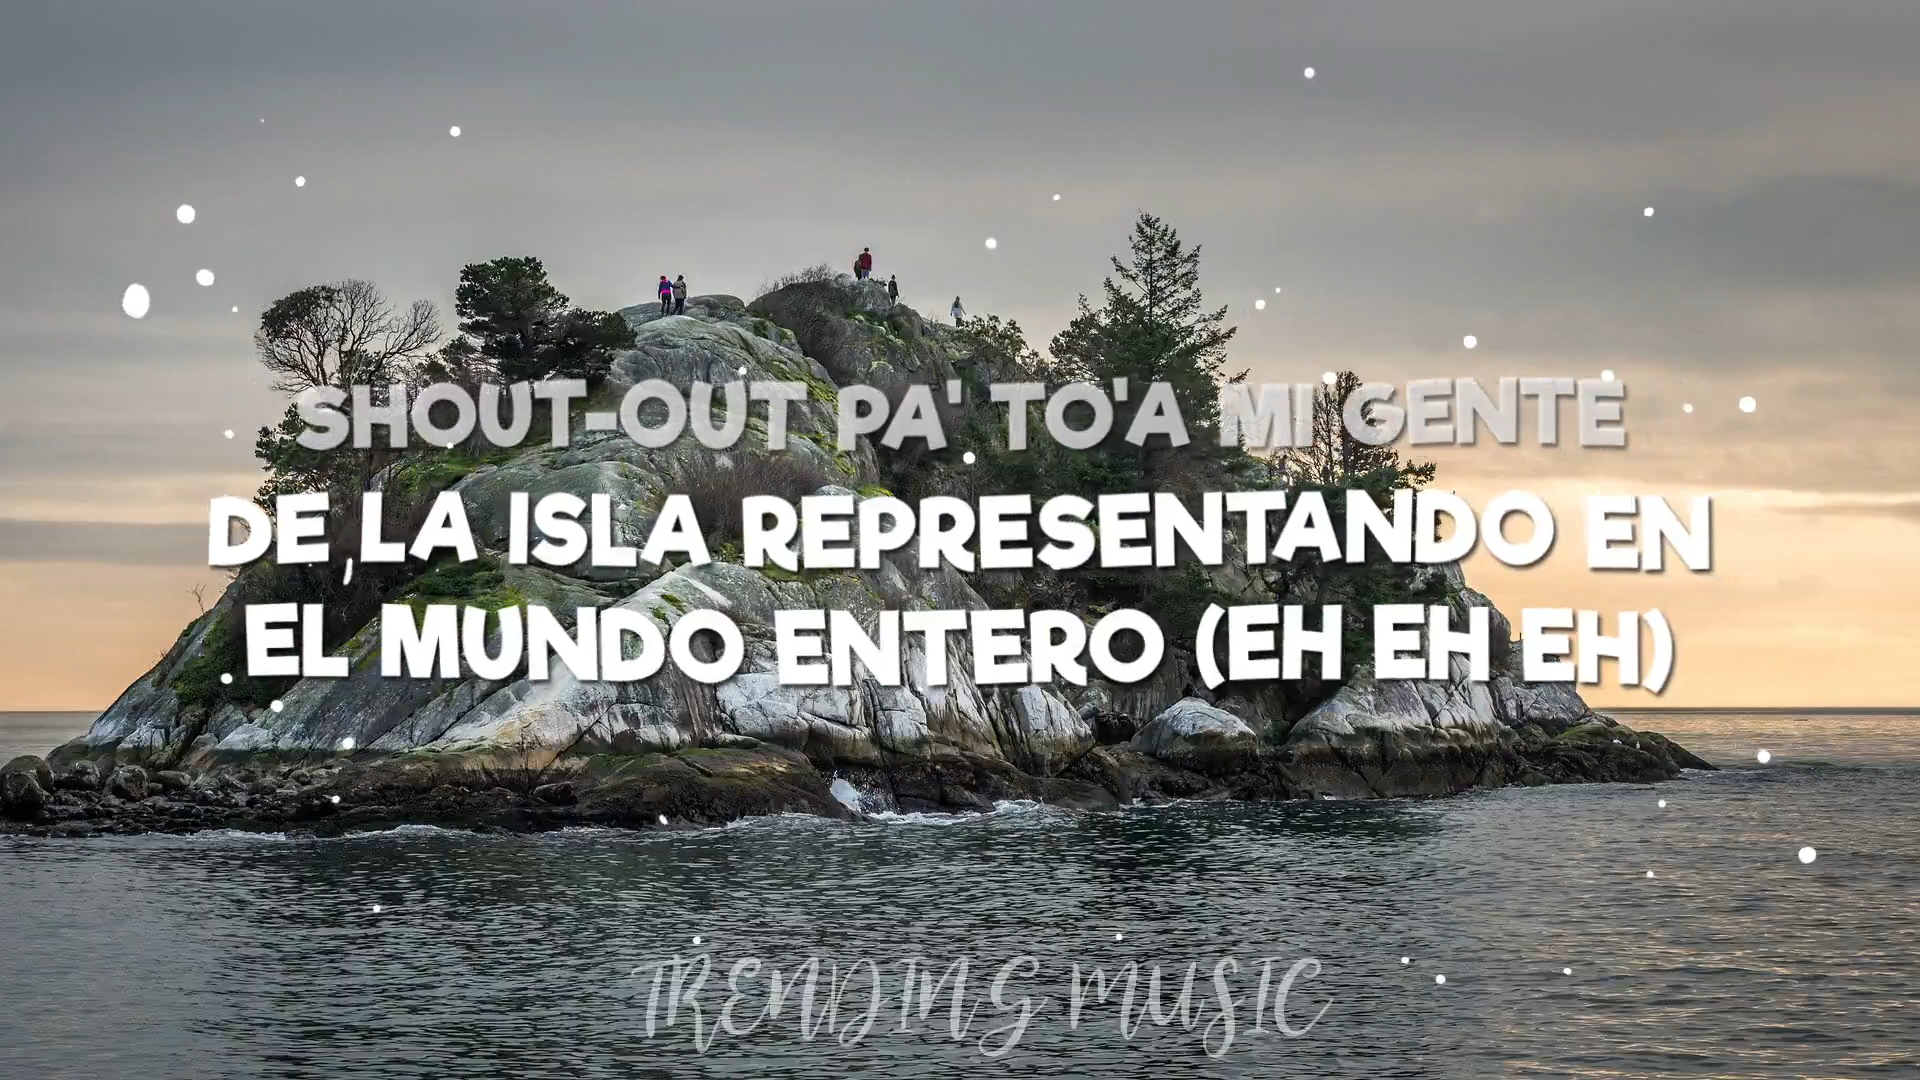 SHOUT-OUT PA' TO'A MI GENTE
DE LA ISLA REPRESENTANDO EN
EL MUNDO ENTERO (EH EH EH)
TRENDING MUSIC